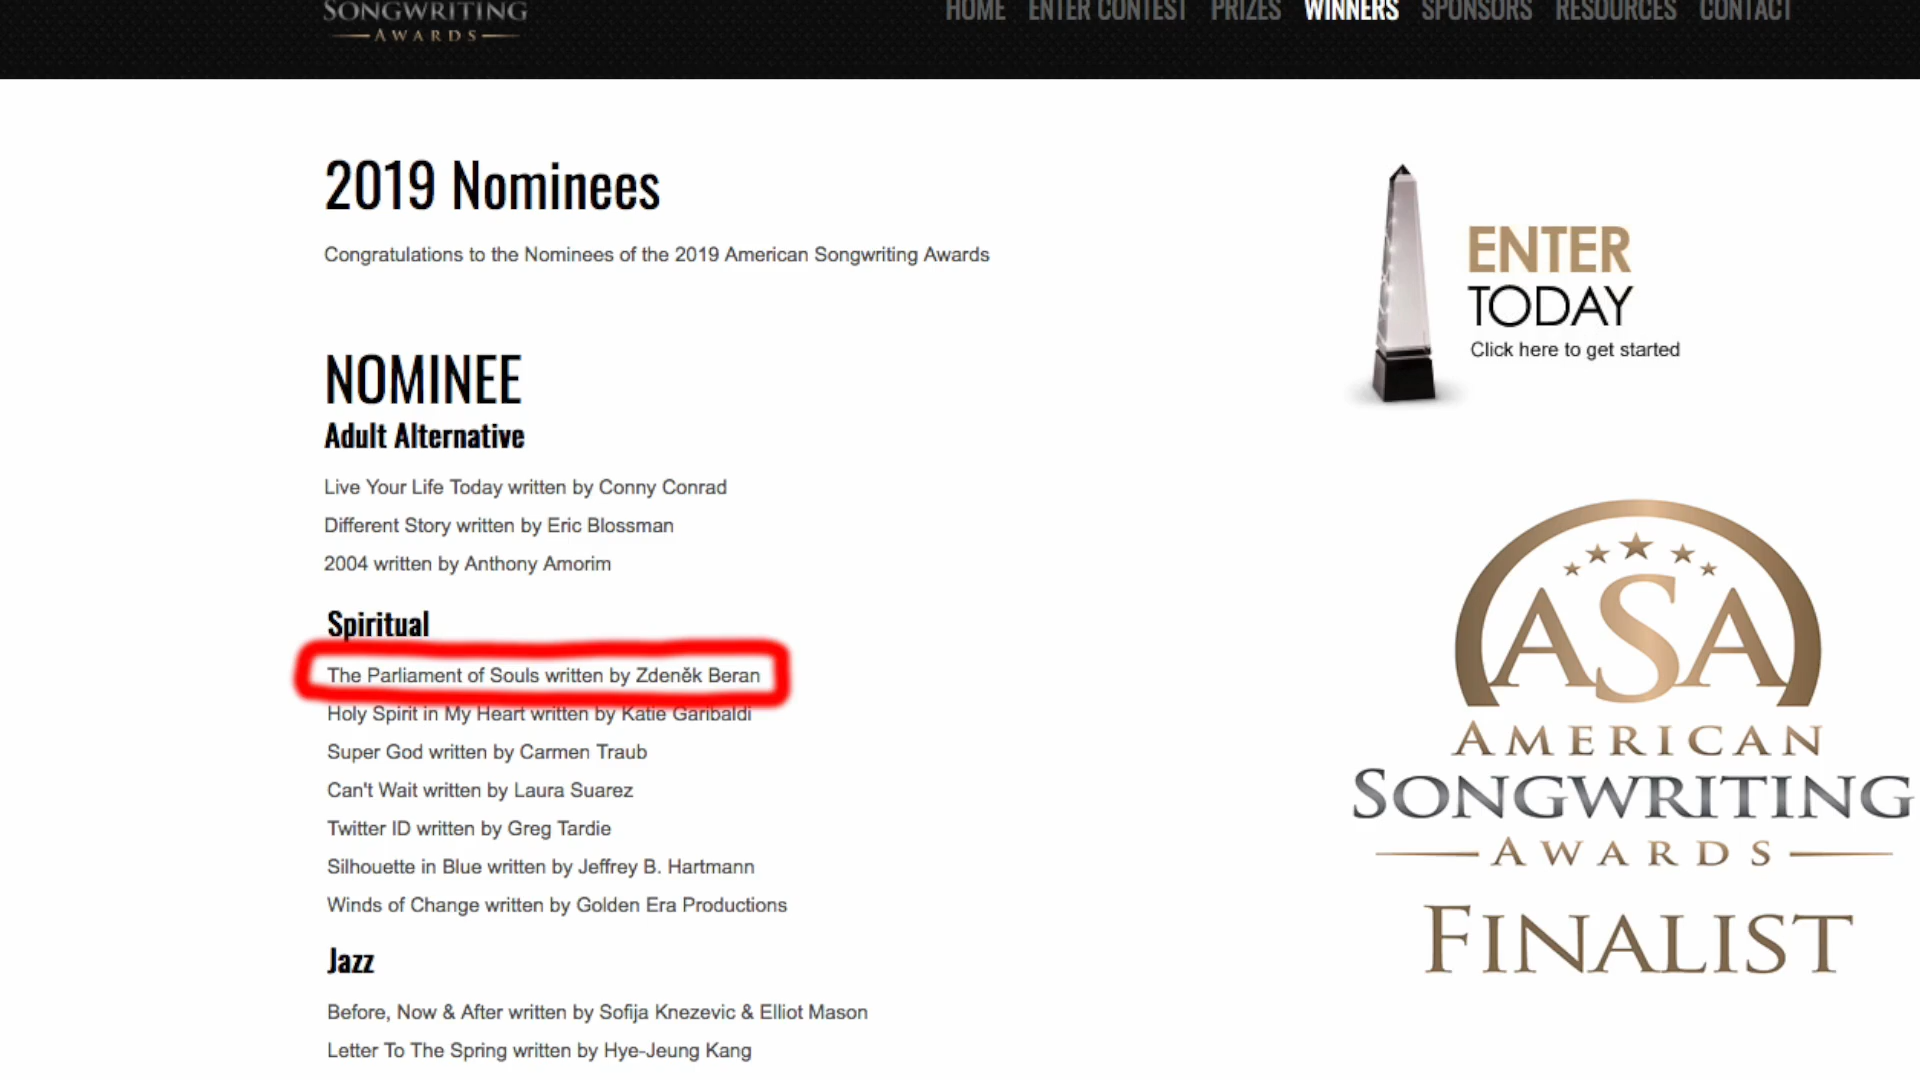 SONGWRITING
AWARDS
HOME ENTER CONTEST PRIZES WINNERS SPONSORS RESOURCES CONTACT
2019 Nominees
Congratulations to the Nominees of the 2019 American Songwriting Awards
ENTER
TODAY
Click here to get started
NOMINEE
Adult Alternative
Live Your Life Today written by Conny Conrad
Different Story written by Eric Blossman
2004 written by Anthony Amorim
Spiritual
The Parliament of Souls written by Zdeněk Beran
Holy Spirit in My Heart written by Katie Garibaldi
Super God written by Carmen Traub
Can't Wait written by Laura Suarez
Twitter ID written by Greg Tardie
Silhouette in Blue written by Jeffrey B. Hartmann
Winds of Change written by Golden Era Productions
Jazz
Before, Now & After written by Sofija Knezevic & Elliot Mason
Letter To The Spring written by Hye-Jeung Kang
ASA
AMERICAN
SONGWRITING
AWARDS
FINALIST